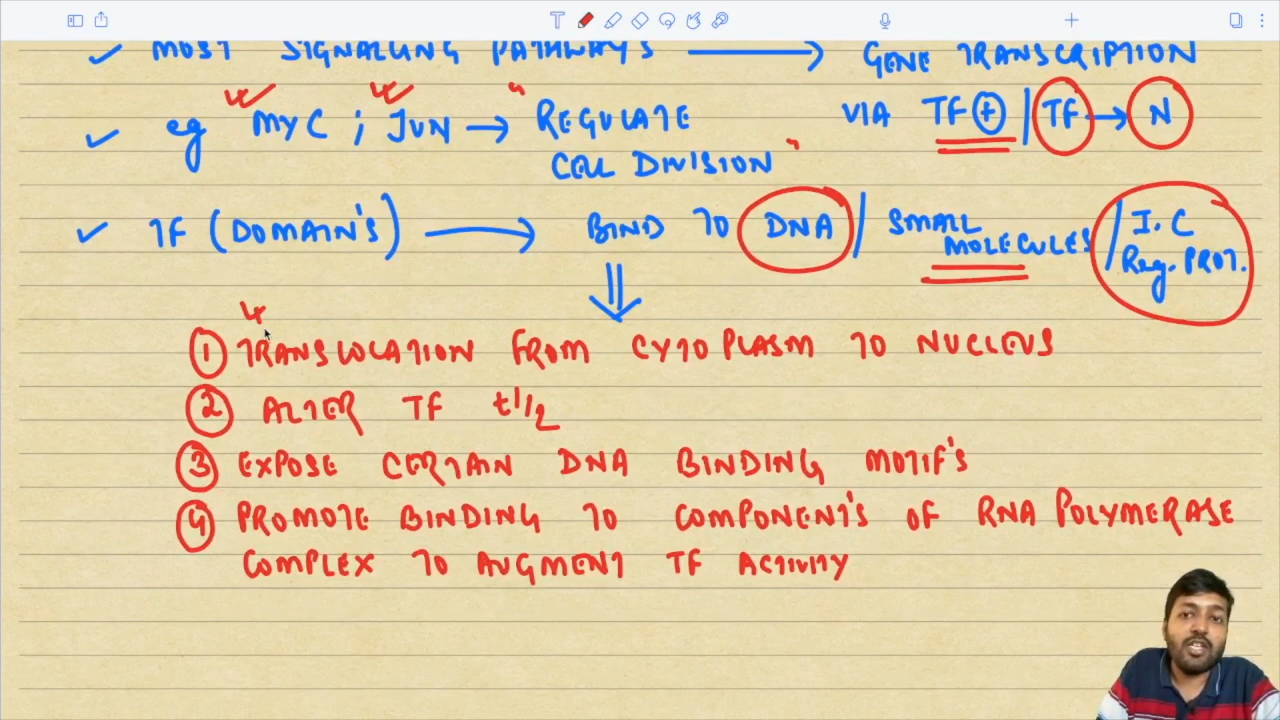 ✓ MOST SIGNALLING PATHWAYS → GENE TRANSCRIPTION
✓ eg MYC ; JUN → REGULATE CELL DIVISION
VIA TF ⊕ / TF → N
✓ TF (DOMAIN'S) → BIND TO DNA / SMALL MOLECULES / I.C Reg. PROT.
⇓
① TRANSLOCATION FROM CYTOPLASM TO NUCLEUS
② ALTER TF t1/2
③ EXPOSE CERTAIN DNA BINDING MOTIF'S
④ PROMOTE BINDING TO COMPONENT'S OF RNA POLYMERASE
COMPLEX TO AUGMENT TF ACTIVITY